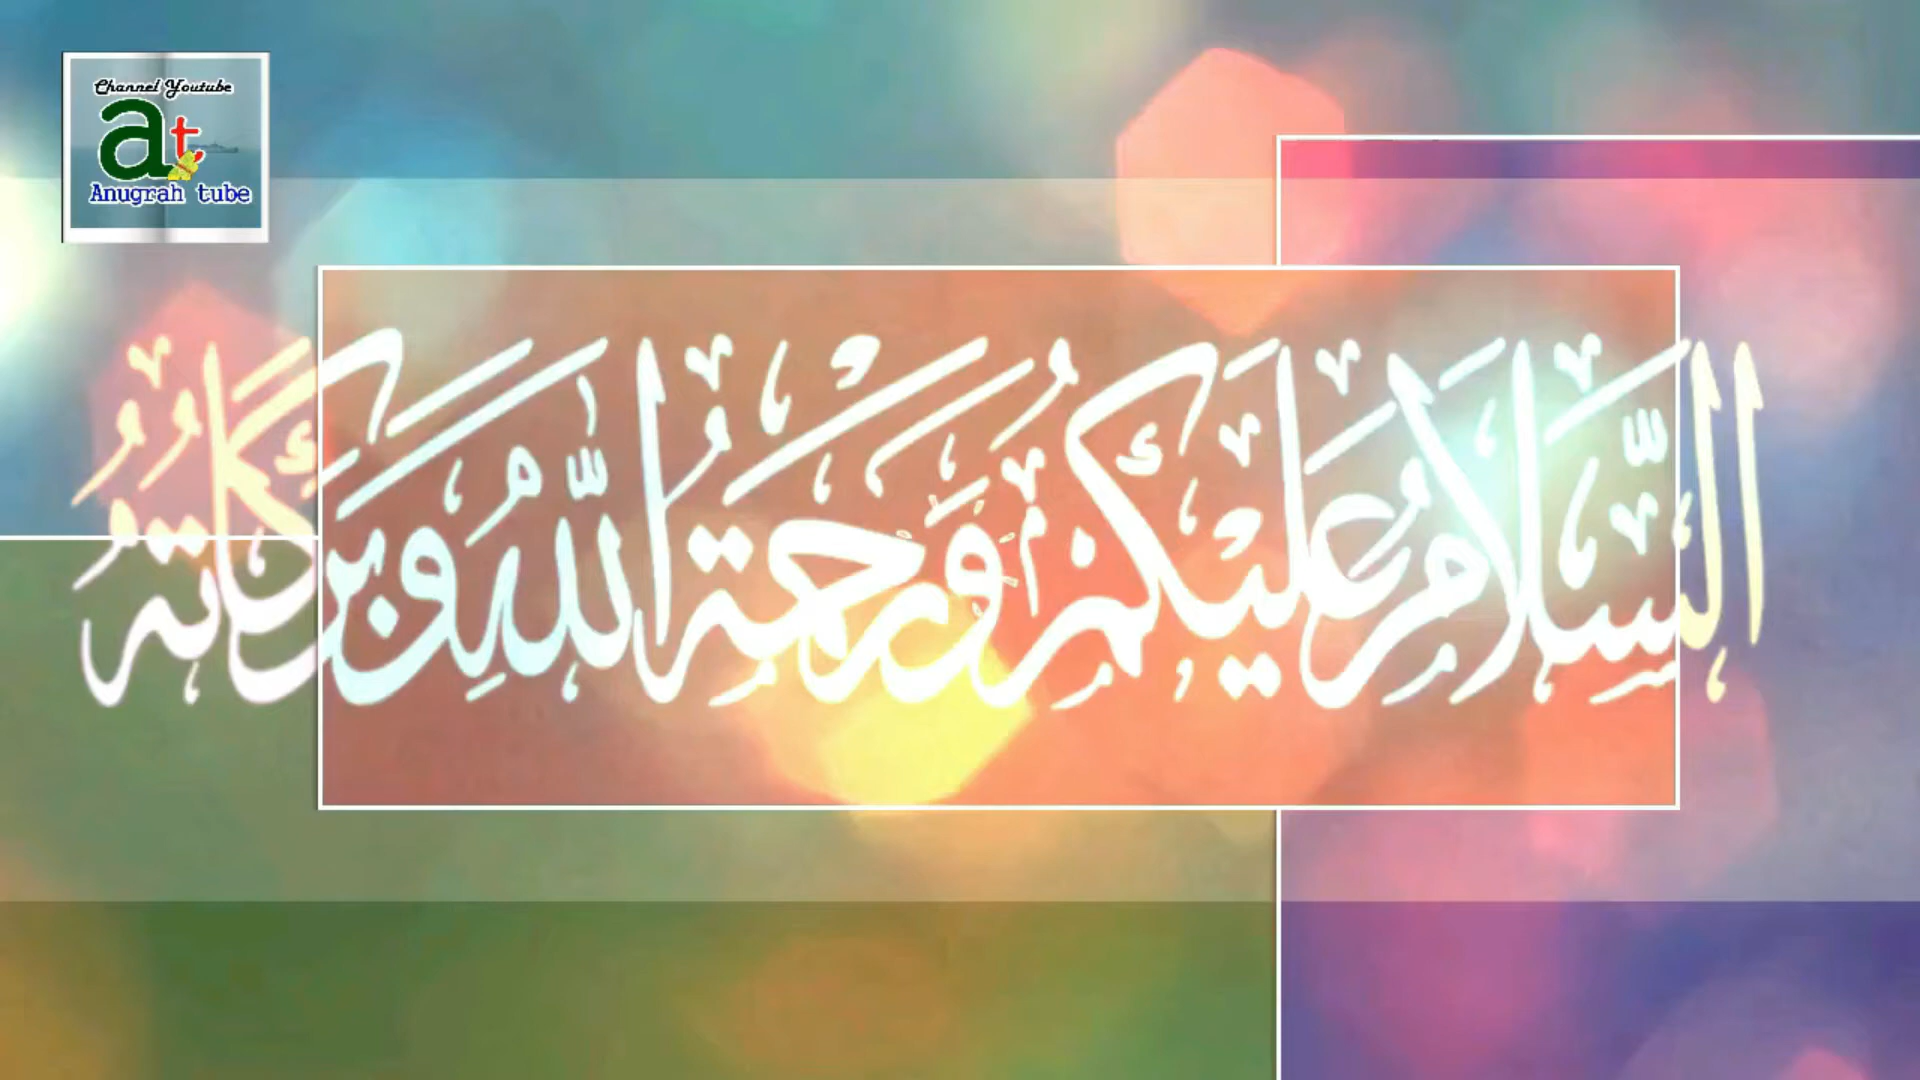 Channel Youtube
at
Anugrah tube
السَّلَامُ عَلَيْكُمْ وَرَحْمَةُ اللّٰهِ وَبَرَكَاتُهُ